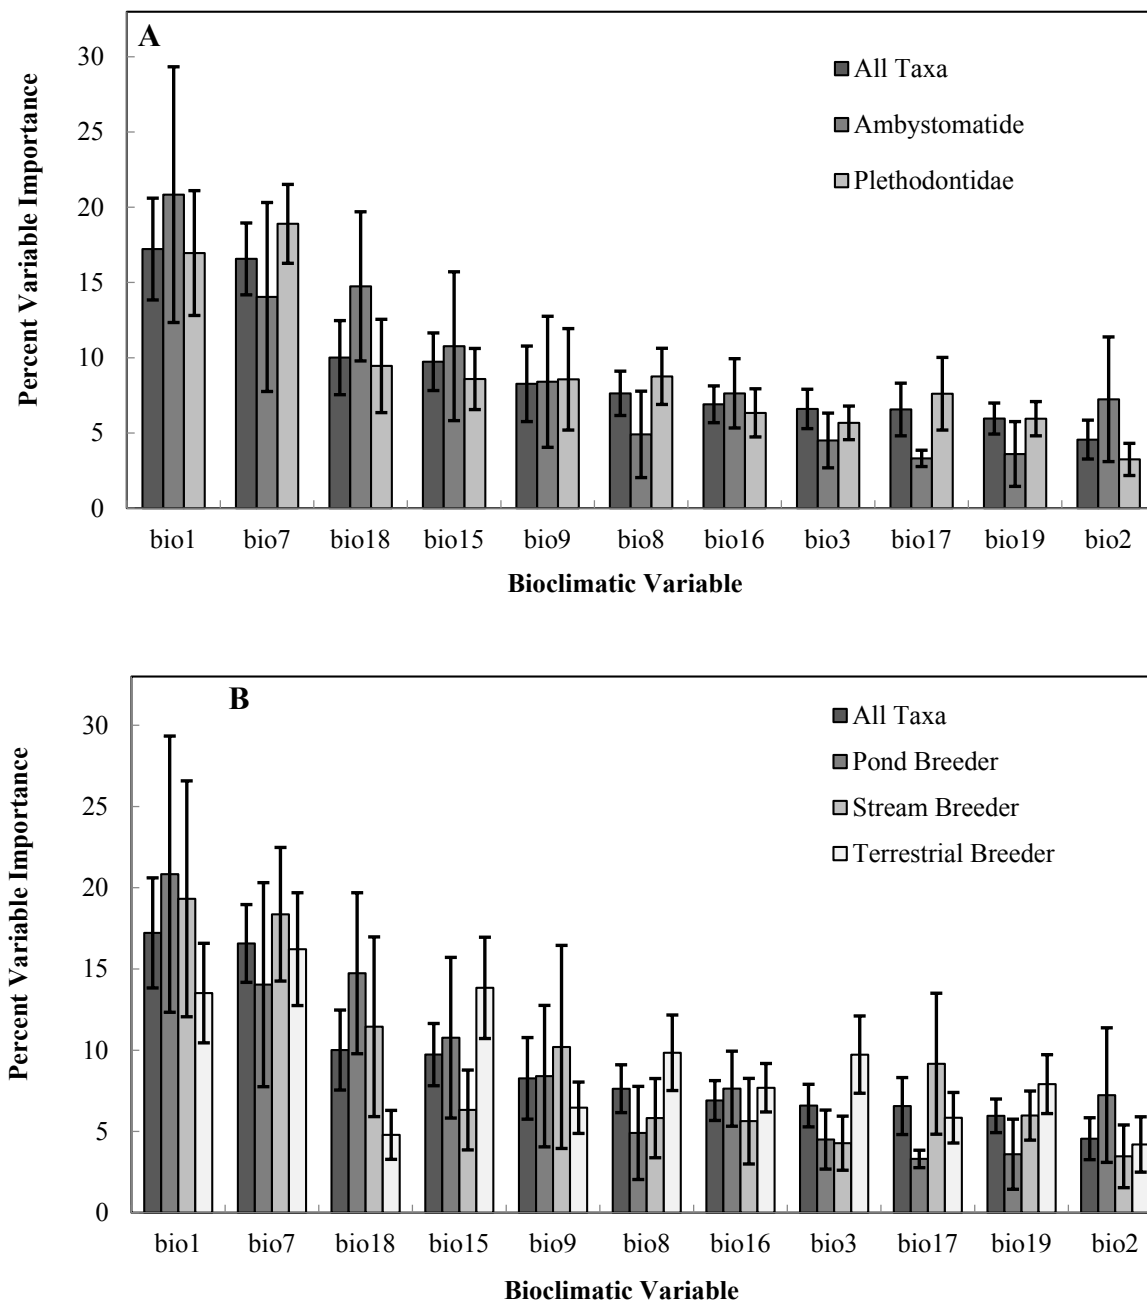 A
30
25
20
15
10
5
0
Percent Variable Importance
All Taxa
Ambystomatide
Plethodontidae
bio1 bio7 bio18 bio15 bio9 bio8 bio16 bio3 bio17 bio19 bio2
Bioclimatic Variable
B
30
25
20
15
10
5
0
Percent Variable Importance
All Taxa
Pond Breeder
Stream Breeder
Terrestrial Breeder
bio1 bio7 bio18 bio15 bio9 bio8 bio16 bio3 bio17 bio19 bio2
Bioclimatic Variable